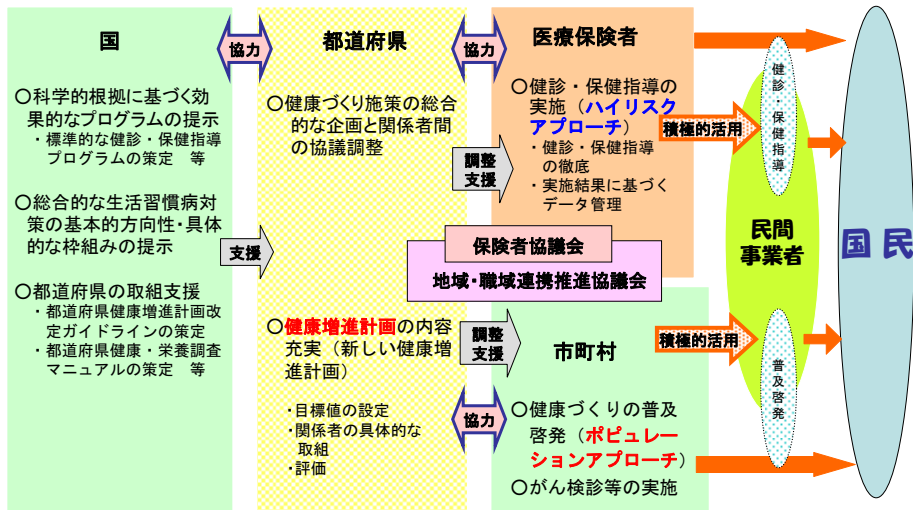 国
○科学的根拠に基づく効
果的なプログラムの提示
・標準的な健診・保健指導
プログラムの策定　等
○総合的な生活習慣病対
策の基本的方向性・具体
的な枠組みの提示
○都道府県の取組支援
・都道府県健康増進計画改
定ガイドラインの策定
・都道府県健康・栄養調査
マニュアルの策定　等
協力
支援
都道府県
○健康づくり施策の総合
的な企画と関係者間
の協議調整
○健康増進計画の内容
充実（新しい健康増
進計画）
・目標値の設定
・関係者の具体的な
取組
・評価
協力
調整
支援
調整
支援
協力
医療保険者
○健診・保健指導の
実施（ハイリスク
アプローチ）
・健診・保健指導
の徹底
・実施結果に基づく
データ管理
保険者協議会
地域・職域連携推進協議会
市町村
○健康づくりの普及
啓発（ポピュレー
ションアプローチ）
○がん検診等の実施
積極的活用
積極的活用
健診・保健指導
民間
事業者
普及啓発
国民